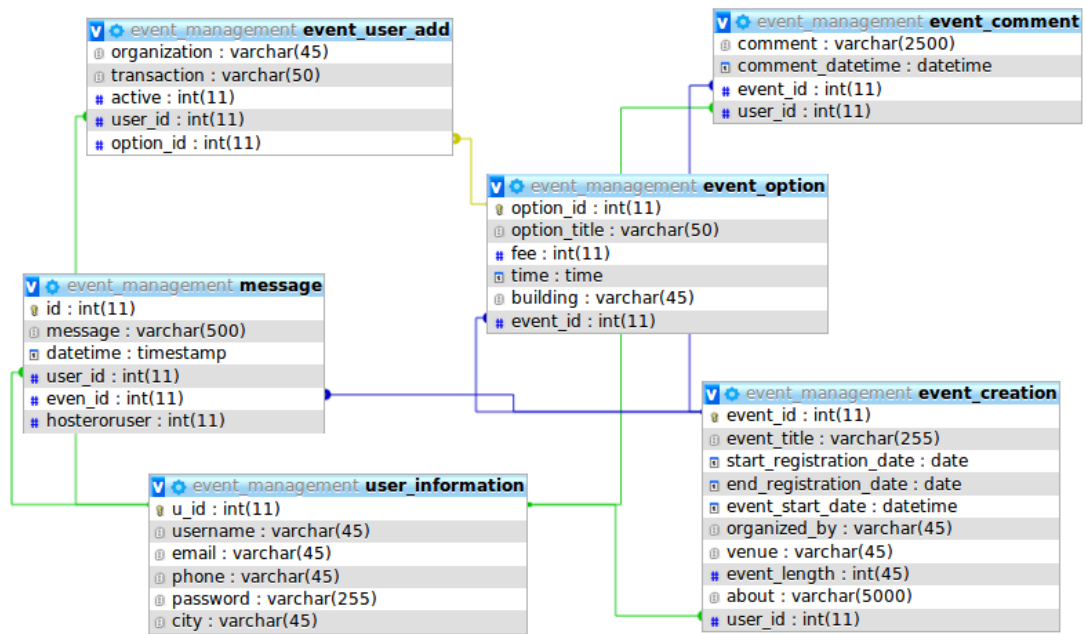 event_management event_user_add
organization : varchar(45)
transaction : varchar(50)
active : int(11)
user_id : int(11)
option_id : int(11)
event_management event_comment
comment : varchar(2500)
comment_datetime : datetime
event_id : int(11)
user_id : int(11)
event_management event_option
option_id : int(11)
option_title : varchar(50)
fee : int(11)
time : time
building : varchar(45)
event_id : int(11)
event_management message
id : int(11)
message : varchar(500)
datetime : timestamp
user_id : int(11)
even_id : int(11)
hosteroruser : int(11)
event_management event_creation
event_id : int(11)
event_title : varchar(255)
start_registration_date : date
end_registration_date : date
event_start_date : datetime
organized_by : varchar(45)
venue : varchar(45)
event_length : int(45)
about : varchar(5000)
user_id : int(11)
event_management user_information
u_id : int(11)
username : varchar(45)
email : varchar(45)
phone : varchar(45)
password : varchar(255)
city : varchar(45)